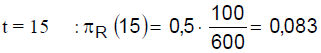 t = 15 : π_R (15) = 0,5 · 100/600 = 0,083